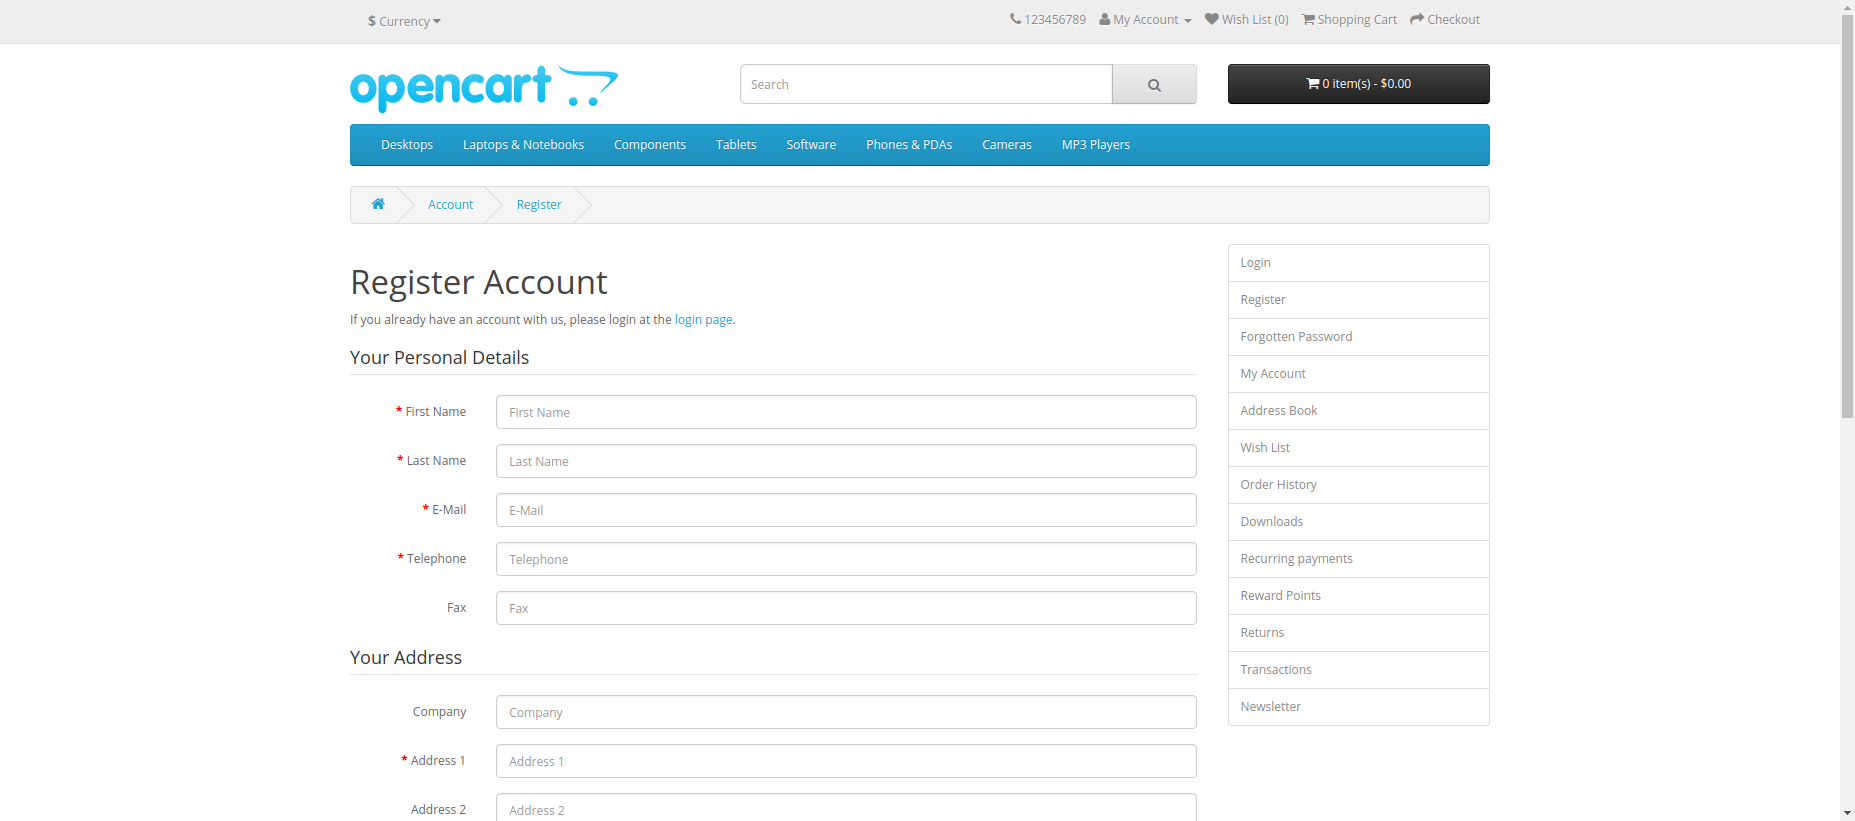 $ Currency
123456789 My Account Wish List (0) Shopping Cart Checkout
opencart
Search
0 item(s) - $0.00
Desktops Laptops & Notebooks Components Tablets Software Phones & PDAs Cameras MP3 Players
Account Register
Register Account
If you already have an account with us, please login at the login page.
Your Personal Details
* First Name
First Name
* Last Name
Last Name
* E-Mail
E-Mail
* Telephone
Telephone
Fax
Fax
Your Address
Company
Company
* Address 1
Address 1
Address 2
Address 2
Login
Register
Forgotten Password
My Account
Address Book
Wish List
Order History
Downloads
Recurring payments
Reward Points
Returns
Transactions
Newsletter